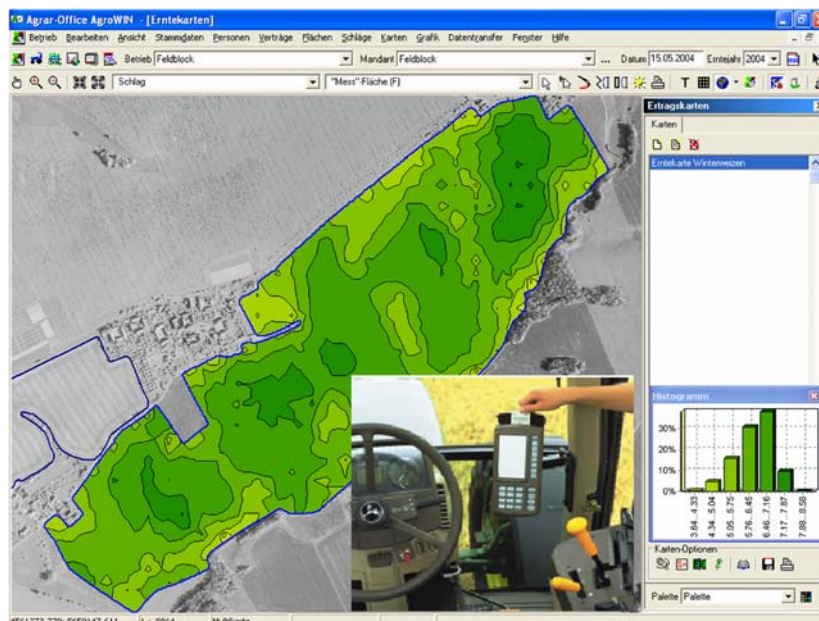 Agrar-Office AgroWIN - [Erntekarten]
Betrieb Bearbeiten Ansicht Stammdaten Personen Verträge Flächen Schläge Karten Grafik Datentransfer Fenster Hilfe
Betrieb Feldblock Mandant Feldblock ... Datum 15.05.2004 Erntejahr 2004
Schlag "Mess"-Fläche (F) T
Ertragskarten
Karten
Erntekarte Winterweizen
Histogramm
30%
20%
10%
0%
3.64...4.33
4.34...5.04
5.05...5.75
5.76...6.45
6.46...7.16
7.17...7.87
7.88...8.58
Karten-Optionen
Palette Palette